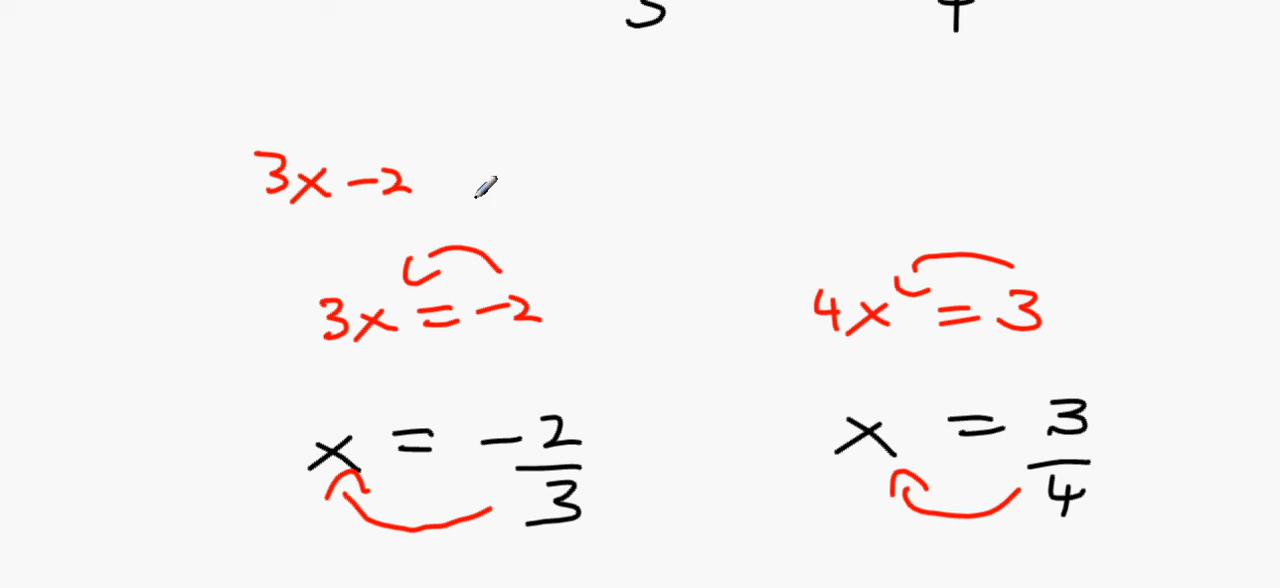 3x - 2
3x = -2 4x = 3
x = -2/3 x = 3/4